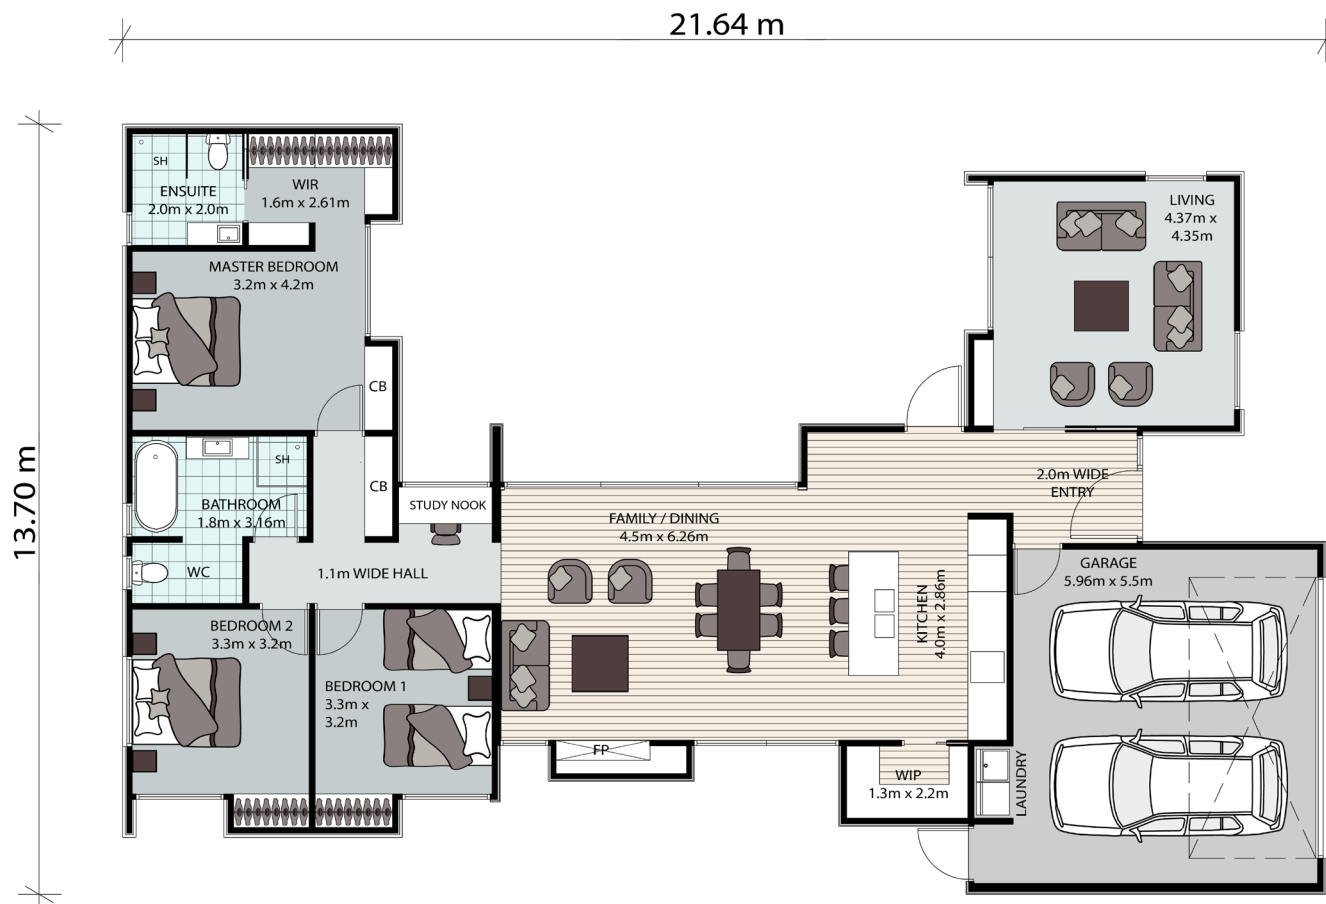 21.64 m
13.70 m
SH
ENSUITE
2.0m x 2.0m
WIR
1.6m x 2.61m
LIVING
4.37m x
4.35m
MASTER BEDROOM
3.2m x 4.2m
CB
CB
SH
BATHROOM
1.8m x 3.16m
STUDY NOOK
2.0m WIDE
ENTRY
FAMILY / DINING
4.5m x 6.26m
WC
1.1m WIDE HALL
KITCHEN
4.0m x 2.86m
GARAGE
5.96m x 5.5m
BEDROOM 2
3.3m x 3.2m
BEDROOM 1
3.3m x
3.2m
FP
WIP
1.3m x 2.2m
LAUNDRY